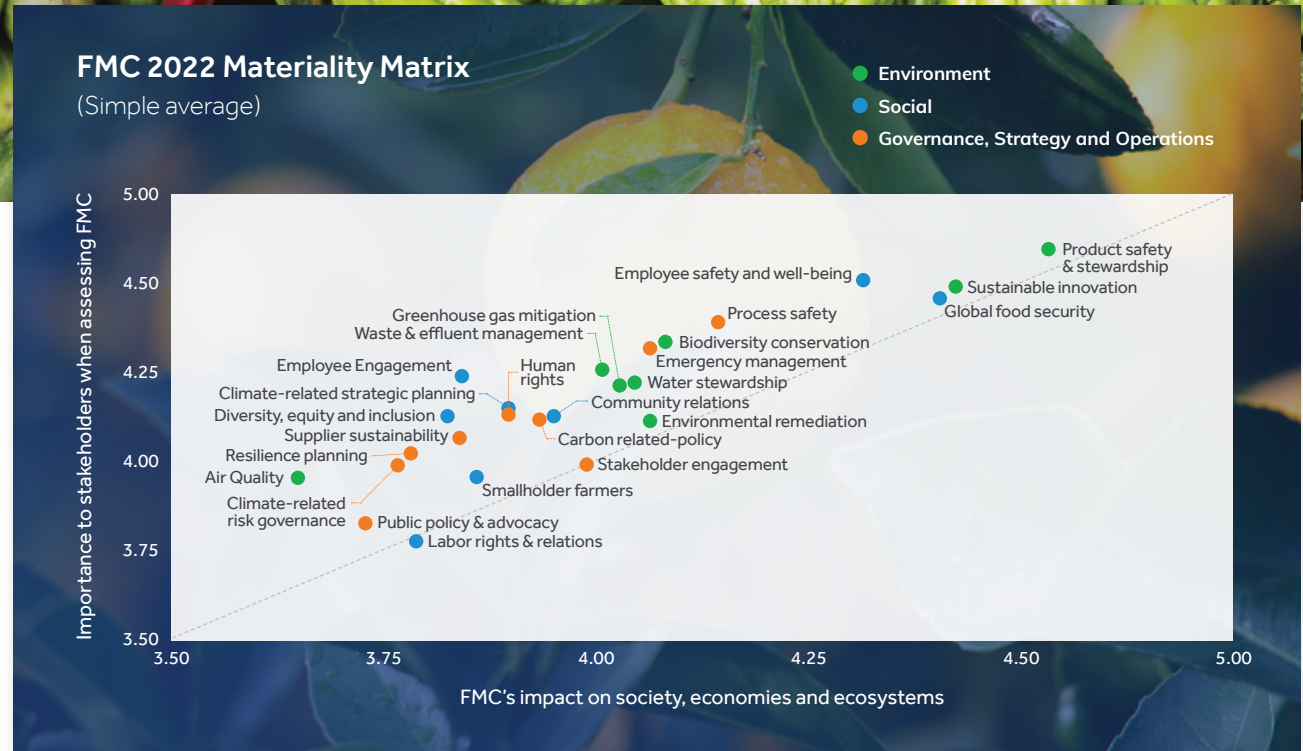 FMC 2022 Materiality Matrix
(Simple average)
Environment
Social
Governance, Strategy and Operations
Importance to stakeholders when assessing FMC
5.00
4.50
4.25
4.00
3.75
3.50
Product safety
& stewardship
Employee safety and well-being
Sustainable innovation
Global food security
Greenhouse gas mitigation
Process safety
Waste & effluent management
Biodiversity conservation
Emergency management
Employee Engagement
Human
rights
Water stewardship
Climate-related strategic planning
Community relations
Diversity, equity and inclusion
Environmental remediation
Supplier sustainability
Carbon related-policy
Resilience planning
Stakeholder engagement
Air Quality
Smallholder farmers
Climate-related
risk governance
Public policy & advocacy
Labor rights & relations
3.50
3.75
4.00
4.25
4.50
5.00
FMC's impact on society, economies and ecosystems